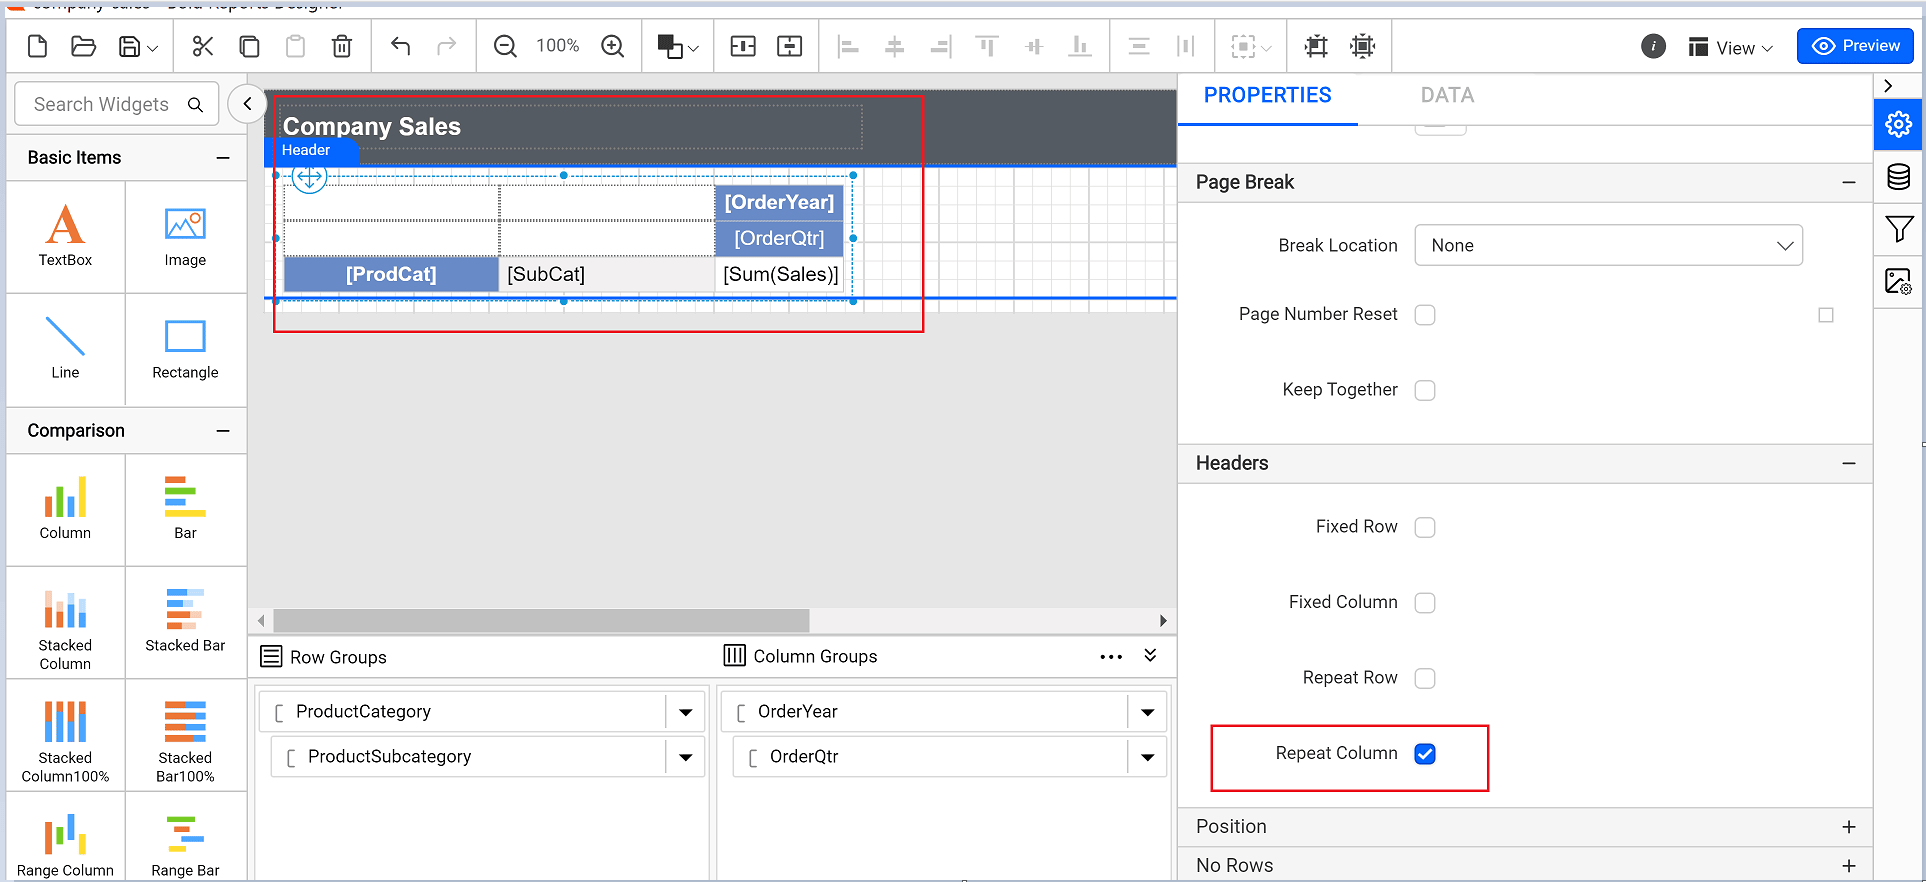 100%
View
Preview
Search Widgets
Basic Items
TextBox
Image
Line
Rectangle
Comparison
Column
Bar
Stacked
Column
Stacked Bar
Stacked
Column100%
Stacked
Bar100%
Range Column
Range Bar
Company Sales
Header
[OrderYear]
[OrderQtr]
[ProdCat]
[SubCat]
[Sum(Sales)]
Row Groups
Column Groups
ProductCategory
ProductSubcategory
OrderYear
OrderQtr
PROPERTIES
DATA
Page Break
Break Location
None
Page Number Reset
Keep Together
Headers
Fixed Row
Fixed Column
Repeat Row
Repeat Column
Position
No Rows